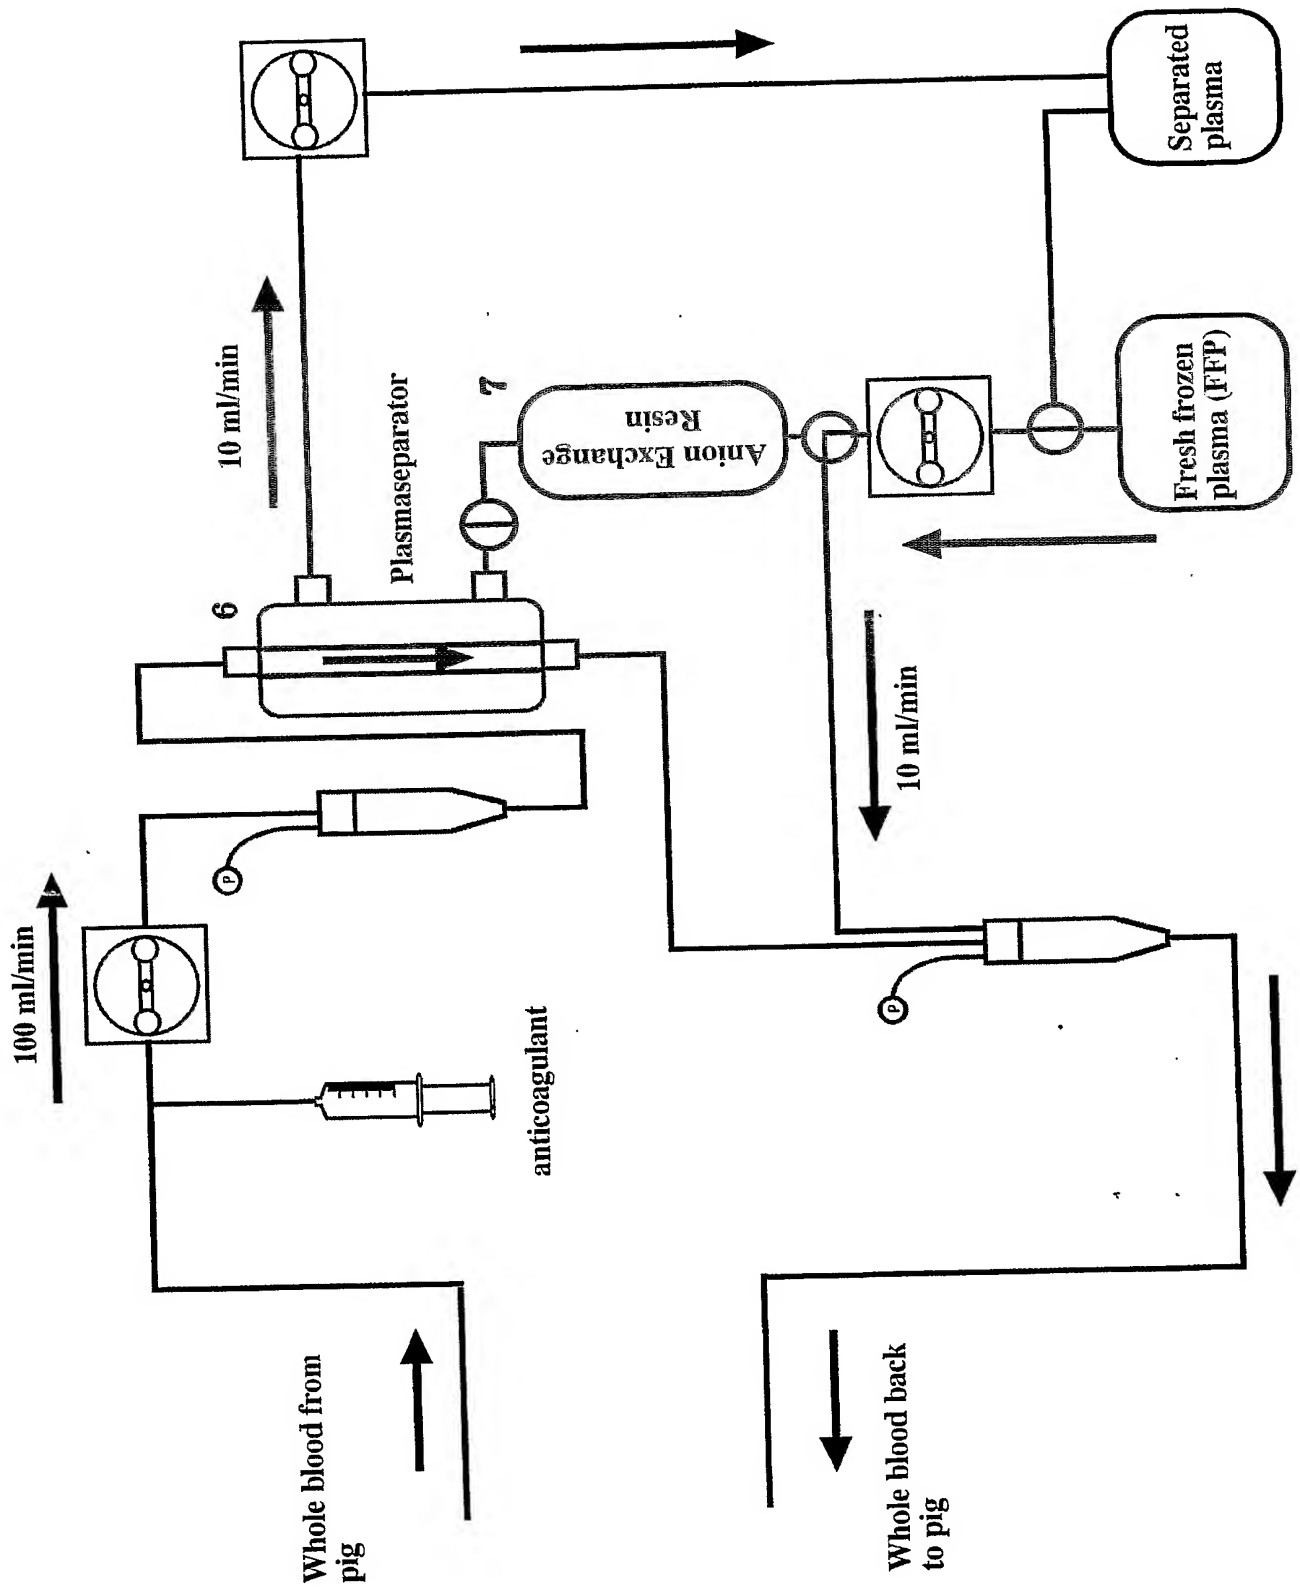 Whole blood from
pig
100 ml/min
anticoagulant
P
6
10 ml/min
Plasmaseparator
7
Anion Exchange
Resin
Separated
plasma
Fresh frozen
plasma (FFP)
10 ml/min
P
Whole blood back
to pig